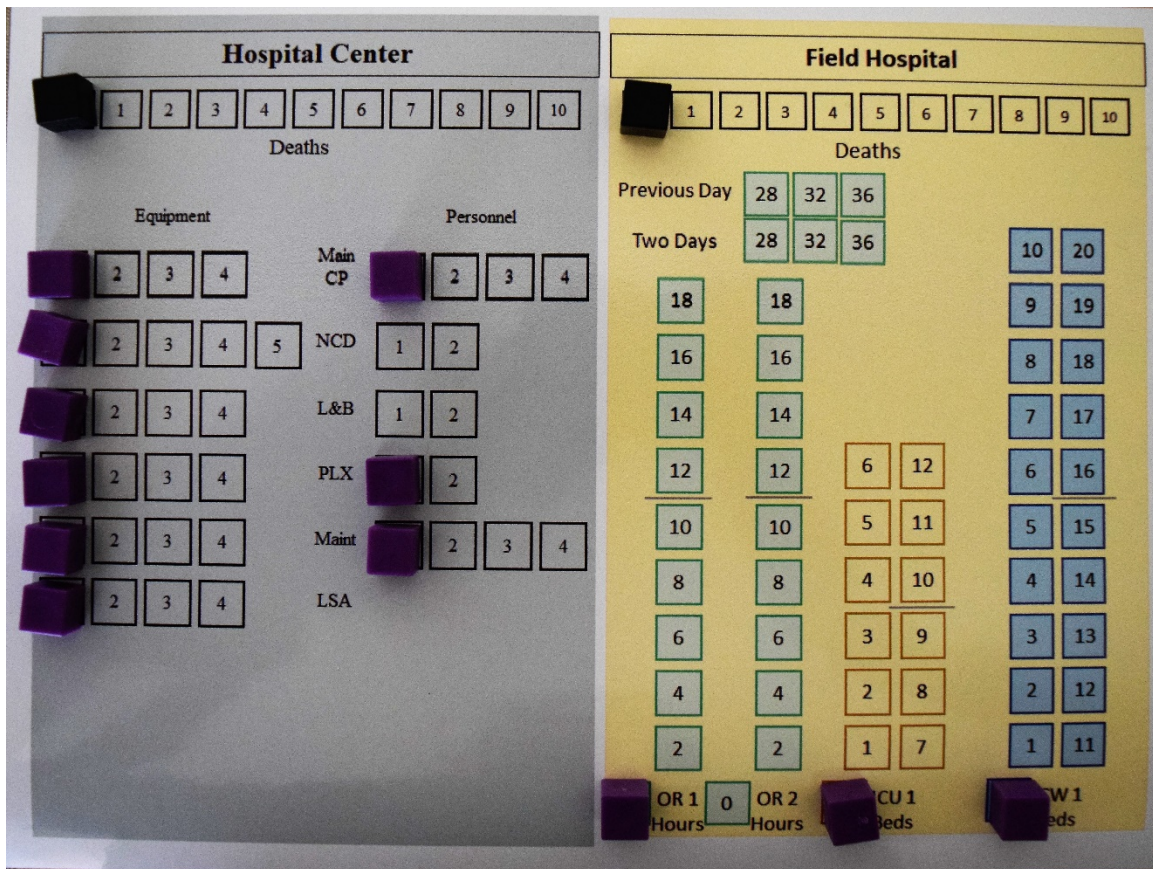 Hospital Center
1 2 3 4 5 6 7 8 9 10
Deaths
Equipment Personnel
2 3 4 Main CP 2 3 4
2 3 4 5 NCD 1 2
2 3 4 L&B 1 2
2 3 4 PLX 2
2 3 4 Maint 2 3 4
2 3 4 LSA
Field Hospital
1 2 3 4 5 6 7 8 9 10
Deaths
Previous Day 28 32 36
Two Days 28 32 36
10 20
18 18 9 19
16 16 8 18
14 14 7 17
12 12 6 12 6 16
10 10 5 11 5 15
8 8 4 10 4 14
6 6 3 9 3 13
4 4 2 8 2 12
2 2 1 7 1 11
OR 1 0 OR 2 CU 1 W 1
Hours Hours Beds eds